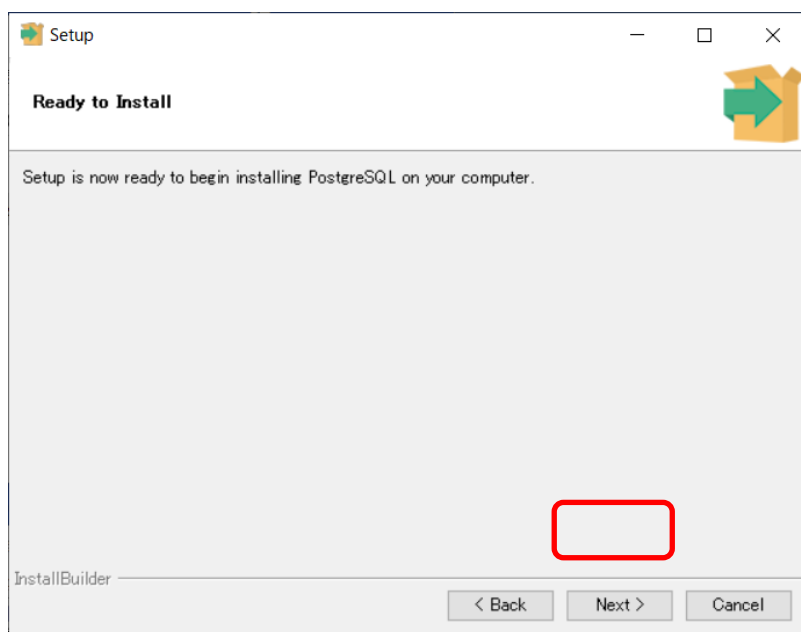 Setup
Ready to Install
Setup is now ready to begin installing PostgreSQL on your computer.
InstallBuilder
< Back
Next >
Cancel